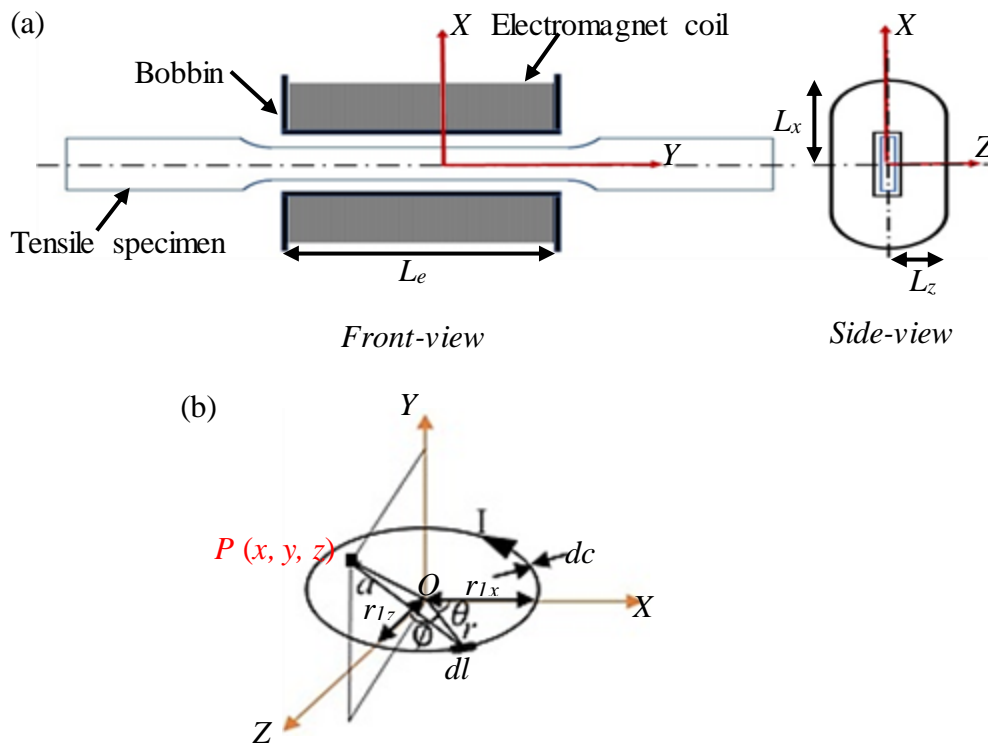 (a)
X
Electromagnet coil
X
Bobbin
Lx
Y
Z
Tensile specimen
Le
Lz
Front-view
Side-view
(b)
Y
I
P (x, y, z)
dc
a
O
r1x
X
r1z
θ
ϕ
r
dl
Z